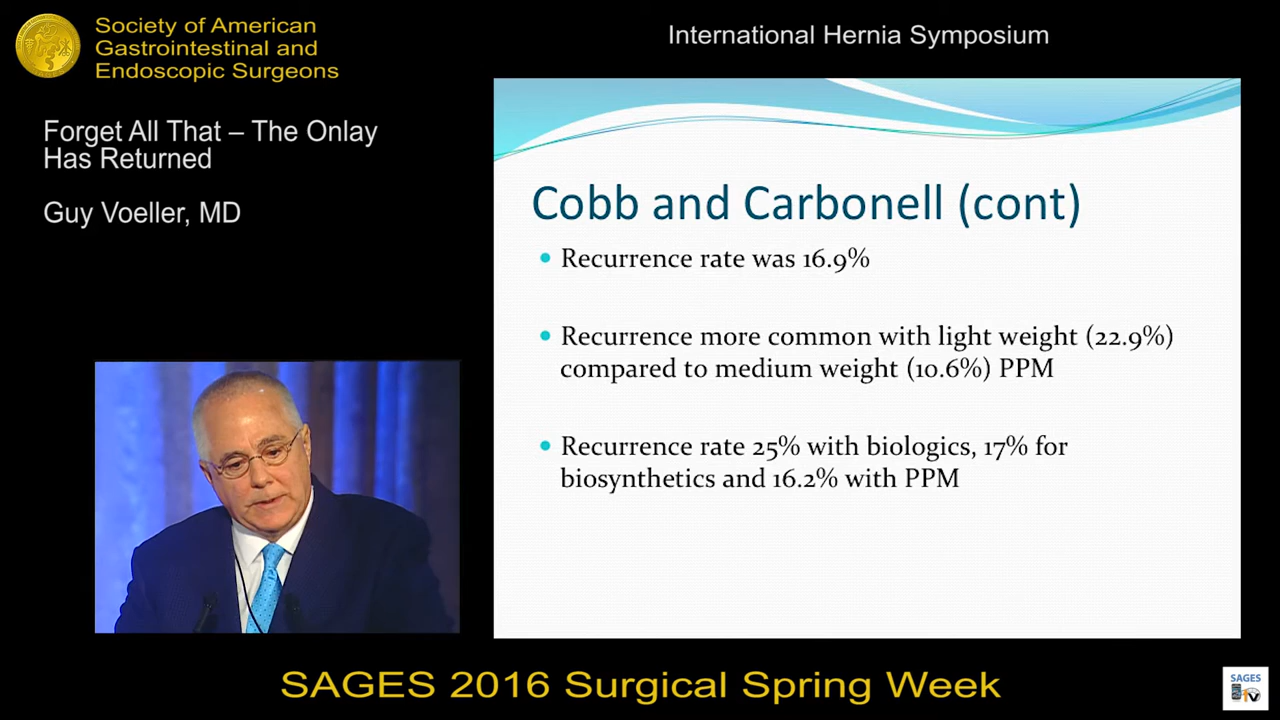 Society of American
Gastrointestinal and
Endoscopic Surgeons
International Hernia Symposium
Forget All That – The Onlay
Has Returned
Guy Voeller, MD
Cobb and Carbonell (cont)
Recurrence rate was 16.9%
Recurrence more common with light weight (22.9%)
compared to medium weight (10.6%) PPM
Recurrence rate 25% with biologics, 17% for
biosynthetics and 16.2% with PPM
SAGES 2016 Surgical Spring Week
SAGES
TV